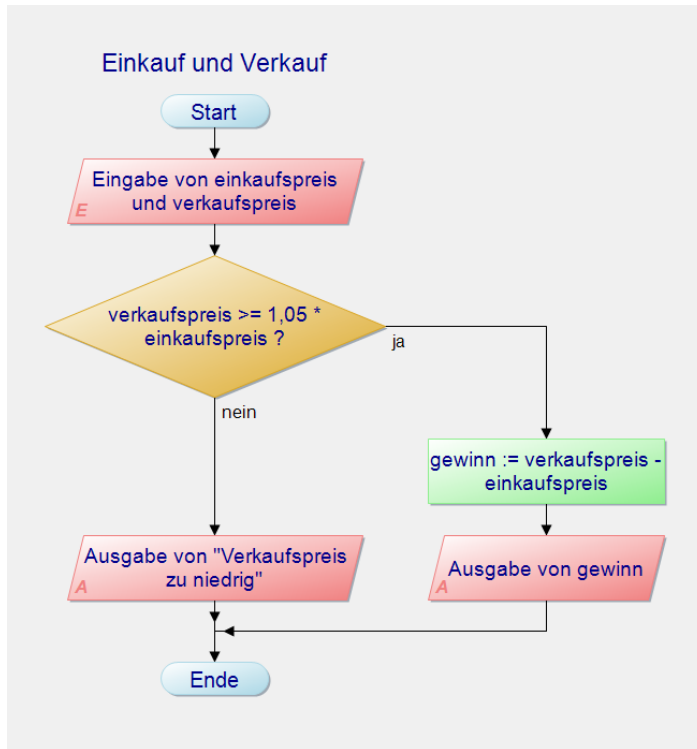 Einkauf und Verkauf
Start
Eingabe von einkaufspreis
und verkaufspreis
E
verkaufspreis >= 1,05 *
einkaufspreis ?
ja
nein
gewinn := verkaufspreis -
einkaufspreis
Ausgabe von "Verkaufspreis
zu niedrig"
A
Ausgabe von gewinn
A
Ende